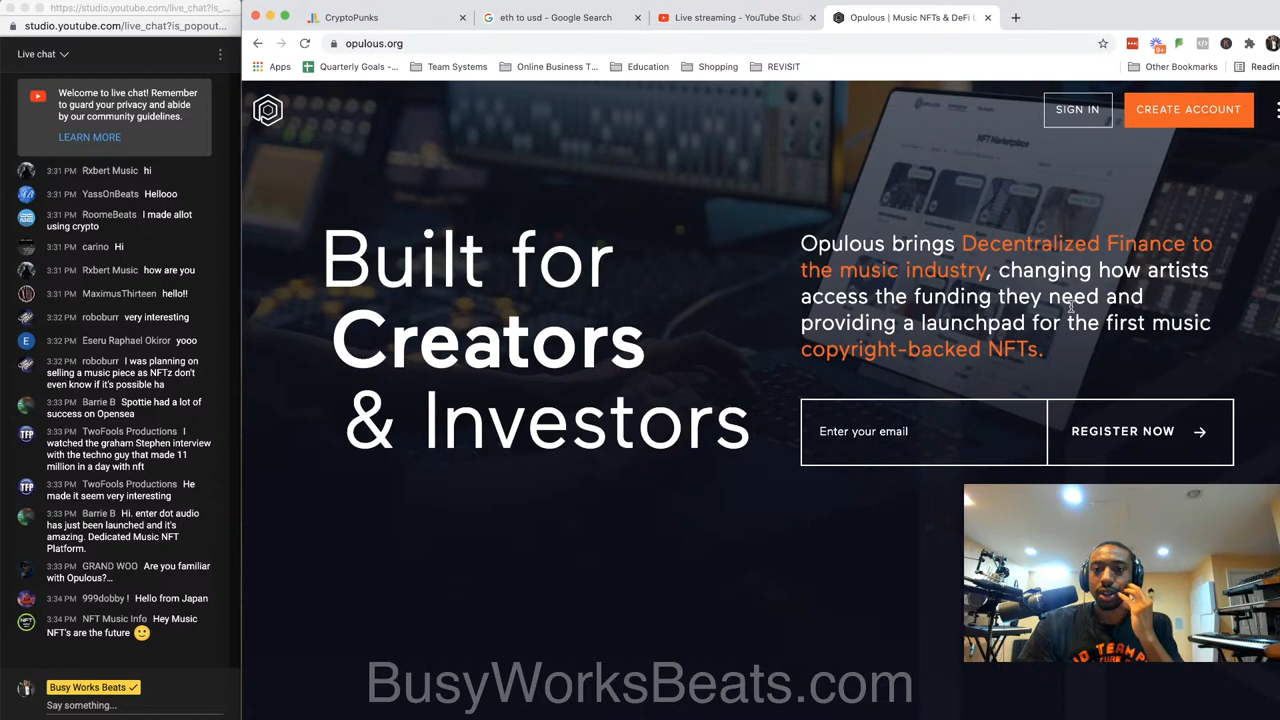 https://studio.youtube.com/live_chat?is_
studio.youtube.com/live_chat?is_popout...
Live chat
Welcome to live chat! Remember
to guard your privacy and abide
by our community guidelines.
LEARN MORE
3:31 PM Rxbert Music hi
3:31 PM YassOnBeats Hellooo
3:31 PM RoomeBeats I made allot
using crypto
3:31 PM carino Hi
3:31 PM Rxbert Music how are you
3:31 PM MaximusThirteen hello!!
3:32 PM roboburr very interesting
3:32 PM Eseru Raphael Okiror yooo
3:32 PM roboburr I was planning on
selling a music piece as NFTz don't
even know if it's possible ha
3:33 PM Barrie B Spottie had a lot of
success on Opensea
3:33 PM TwoFools Productions I
watched the graham Stephen interview
with the techno guy that made 11
million in a day with nft
3:33 PM TwoFools Productions He
made it seem very interesting
3:33 PM Barrie B Hi. enter dot audio
has just been launched and it's
amazing. Dedicated Music NFT
Platform.
3:33 PM GRAND WOO Are you familiar
with Opulous?...
3:34 PM 999dobby ! Hello from Japan
3:34 PM NFT Music Info Hey Music
NFT's are the future
Busy Works Beats
Say something...
CryptoPunks
eth to usd - Google Search
Live streaming - YouTube Stud
Opulous | Music NFTs & DeFi L
opulous.org
Apps
Quarterly Goals -...
Team Systems
Online Business T...
Education
Shopping
REVISIT
Other Bookmarks
Readin
SIGN IN
CREATE ACCOUNT
NFT Marketplace
Built for
Creators
& Investors
Opulous brings Decentralized Finance to
the music industry, changing how artists
access the funding they need and
providing a launchpad for the first music
copyright-backed NFTs.
Enter your email
REGISTER NOW
BusyWorksBeats.com